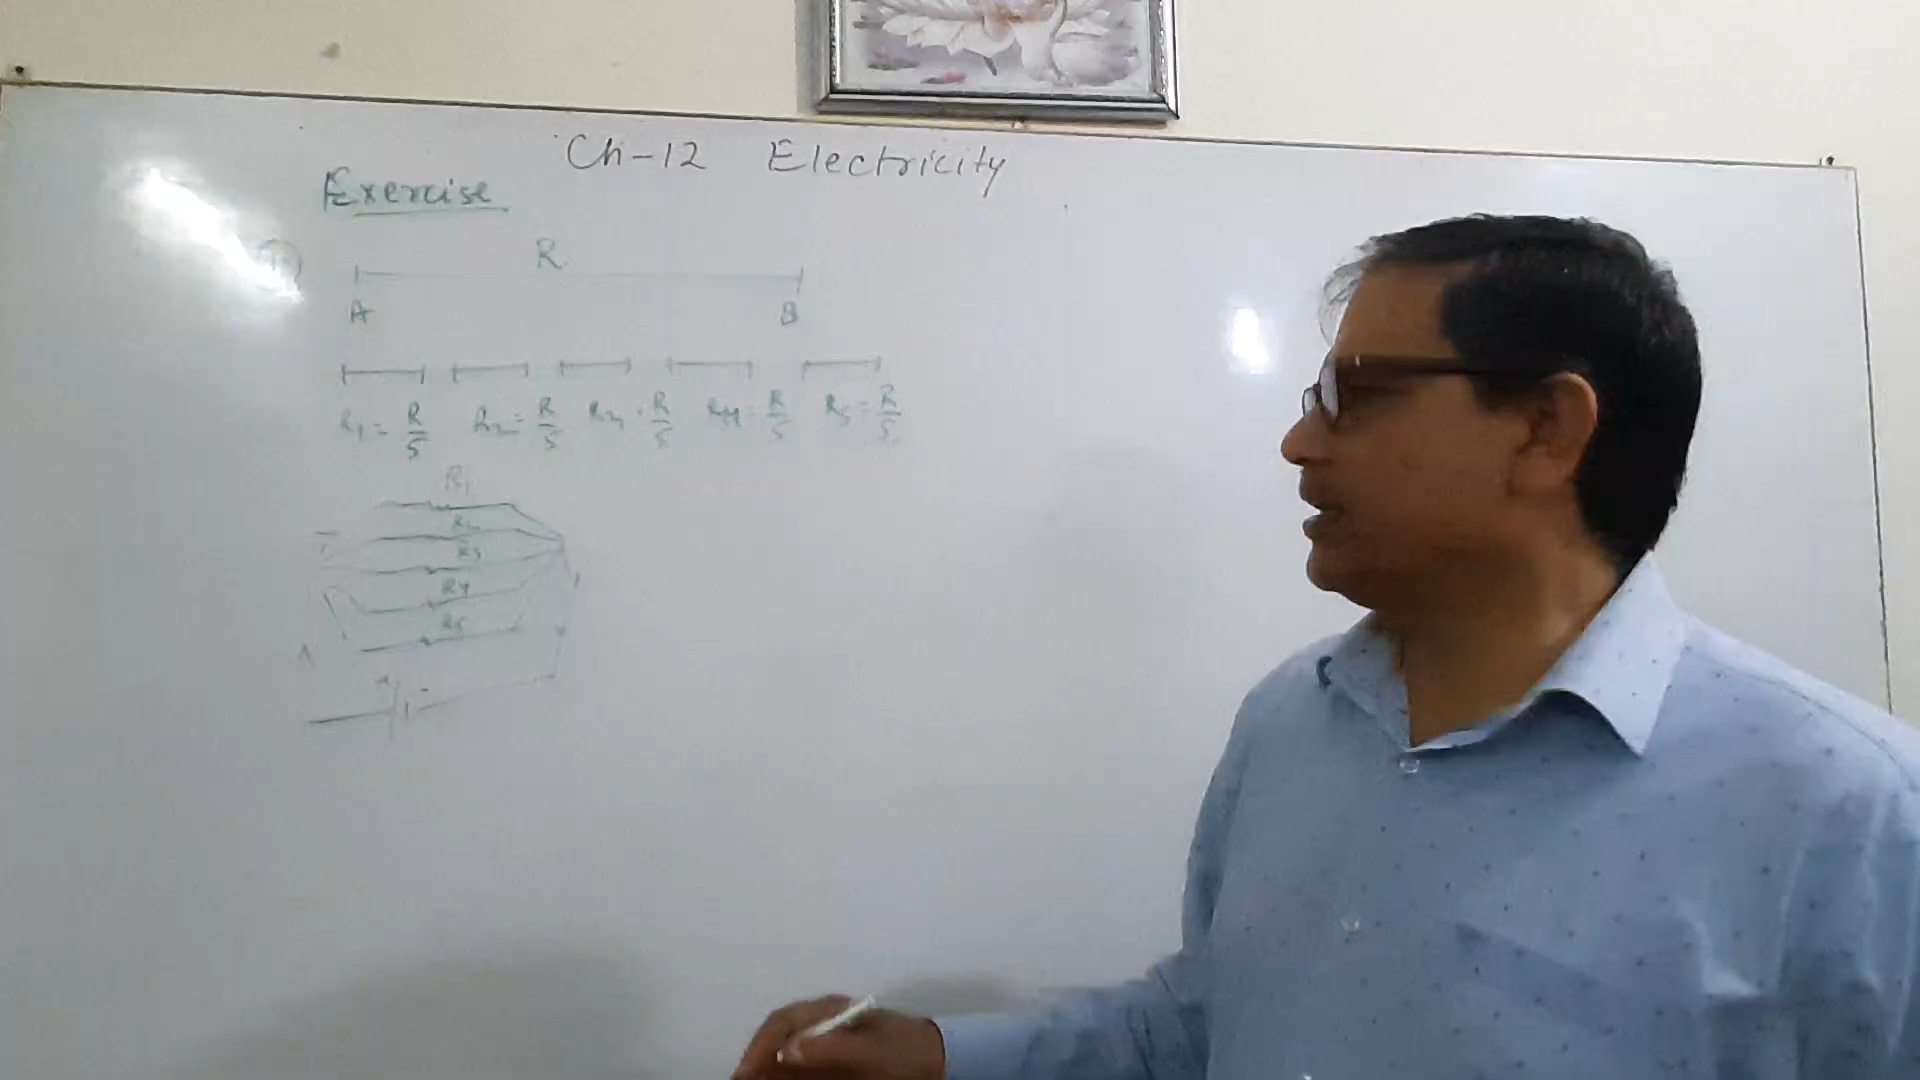 Ch-12 Electricity
Exercise
R
A B
R1 = R/5 R2 = R/5 R3 = R/5 R4 = R/5 R5 = R/5
R1
R2
R3
R4
R5
+ -